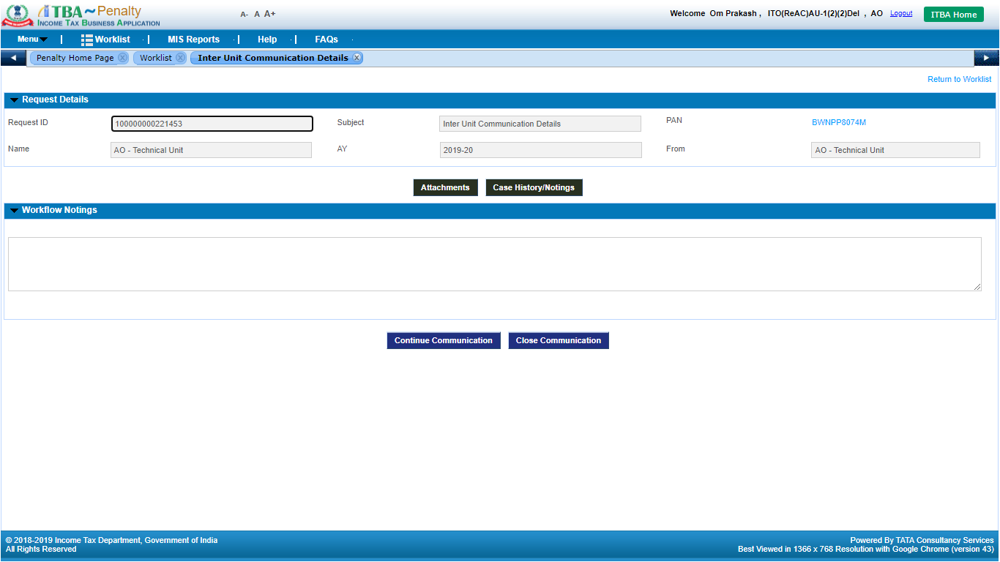 iTBA~Penalty
INCOME TAX BUSINESS APPLICATION
A- A A+
Welcome Om Prakash , ITO(ReAC)AU-1(2)(2)Del , AO Logout
ITBA Home
Menu | Worklist | MIS Reports | Help | FAQs
Penalty Home Page Worklist Inter Unit Communication Details
Return to Worklist
Request Details
Request ID 100000000221453 Subject Inter Unit Communication Details PAN BWNPP8074M
Name AO - Technical Unit AY 2019-20 From AO - Technical Unit
Attachments Case History/Notings
Workflow Notings
Continue Communication Close Communication
© 2018-2019 Income Tax Department, Government of India
All Rights Reserved
Powered By TATA Consultancy Services
Best Viewed in 1366 x 768 Resolution with Google Chrome (version 43)